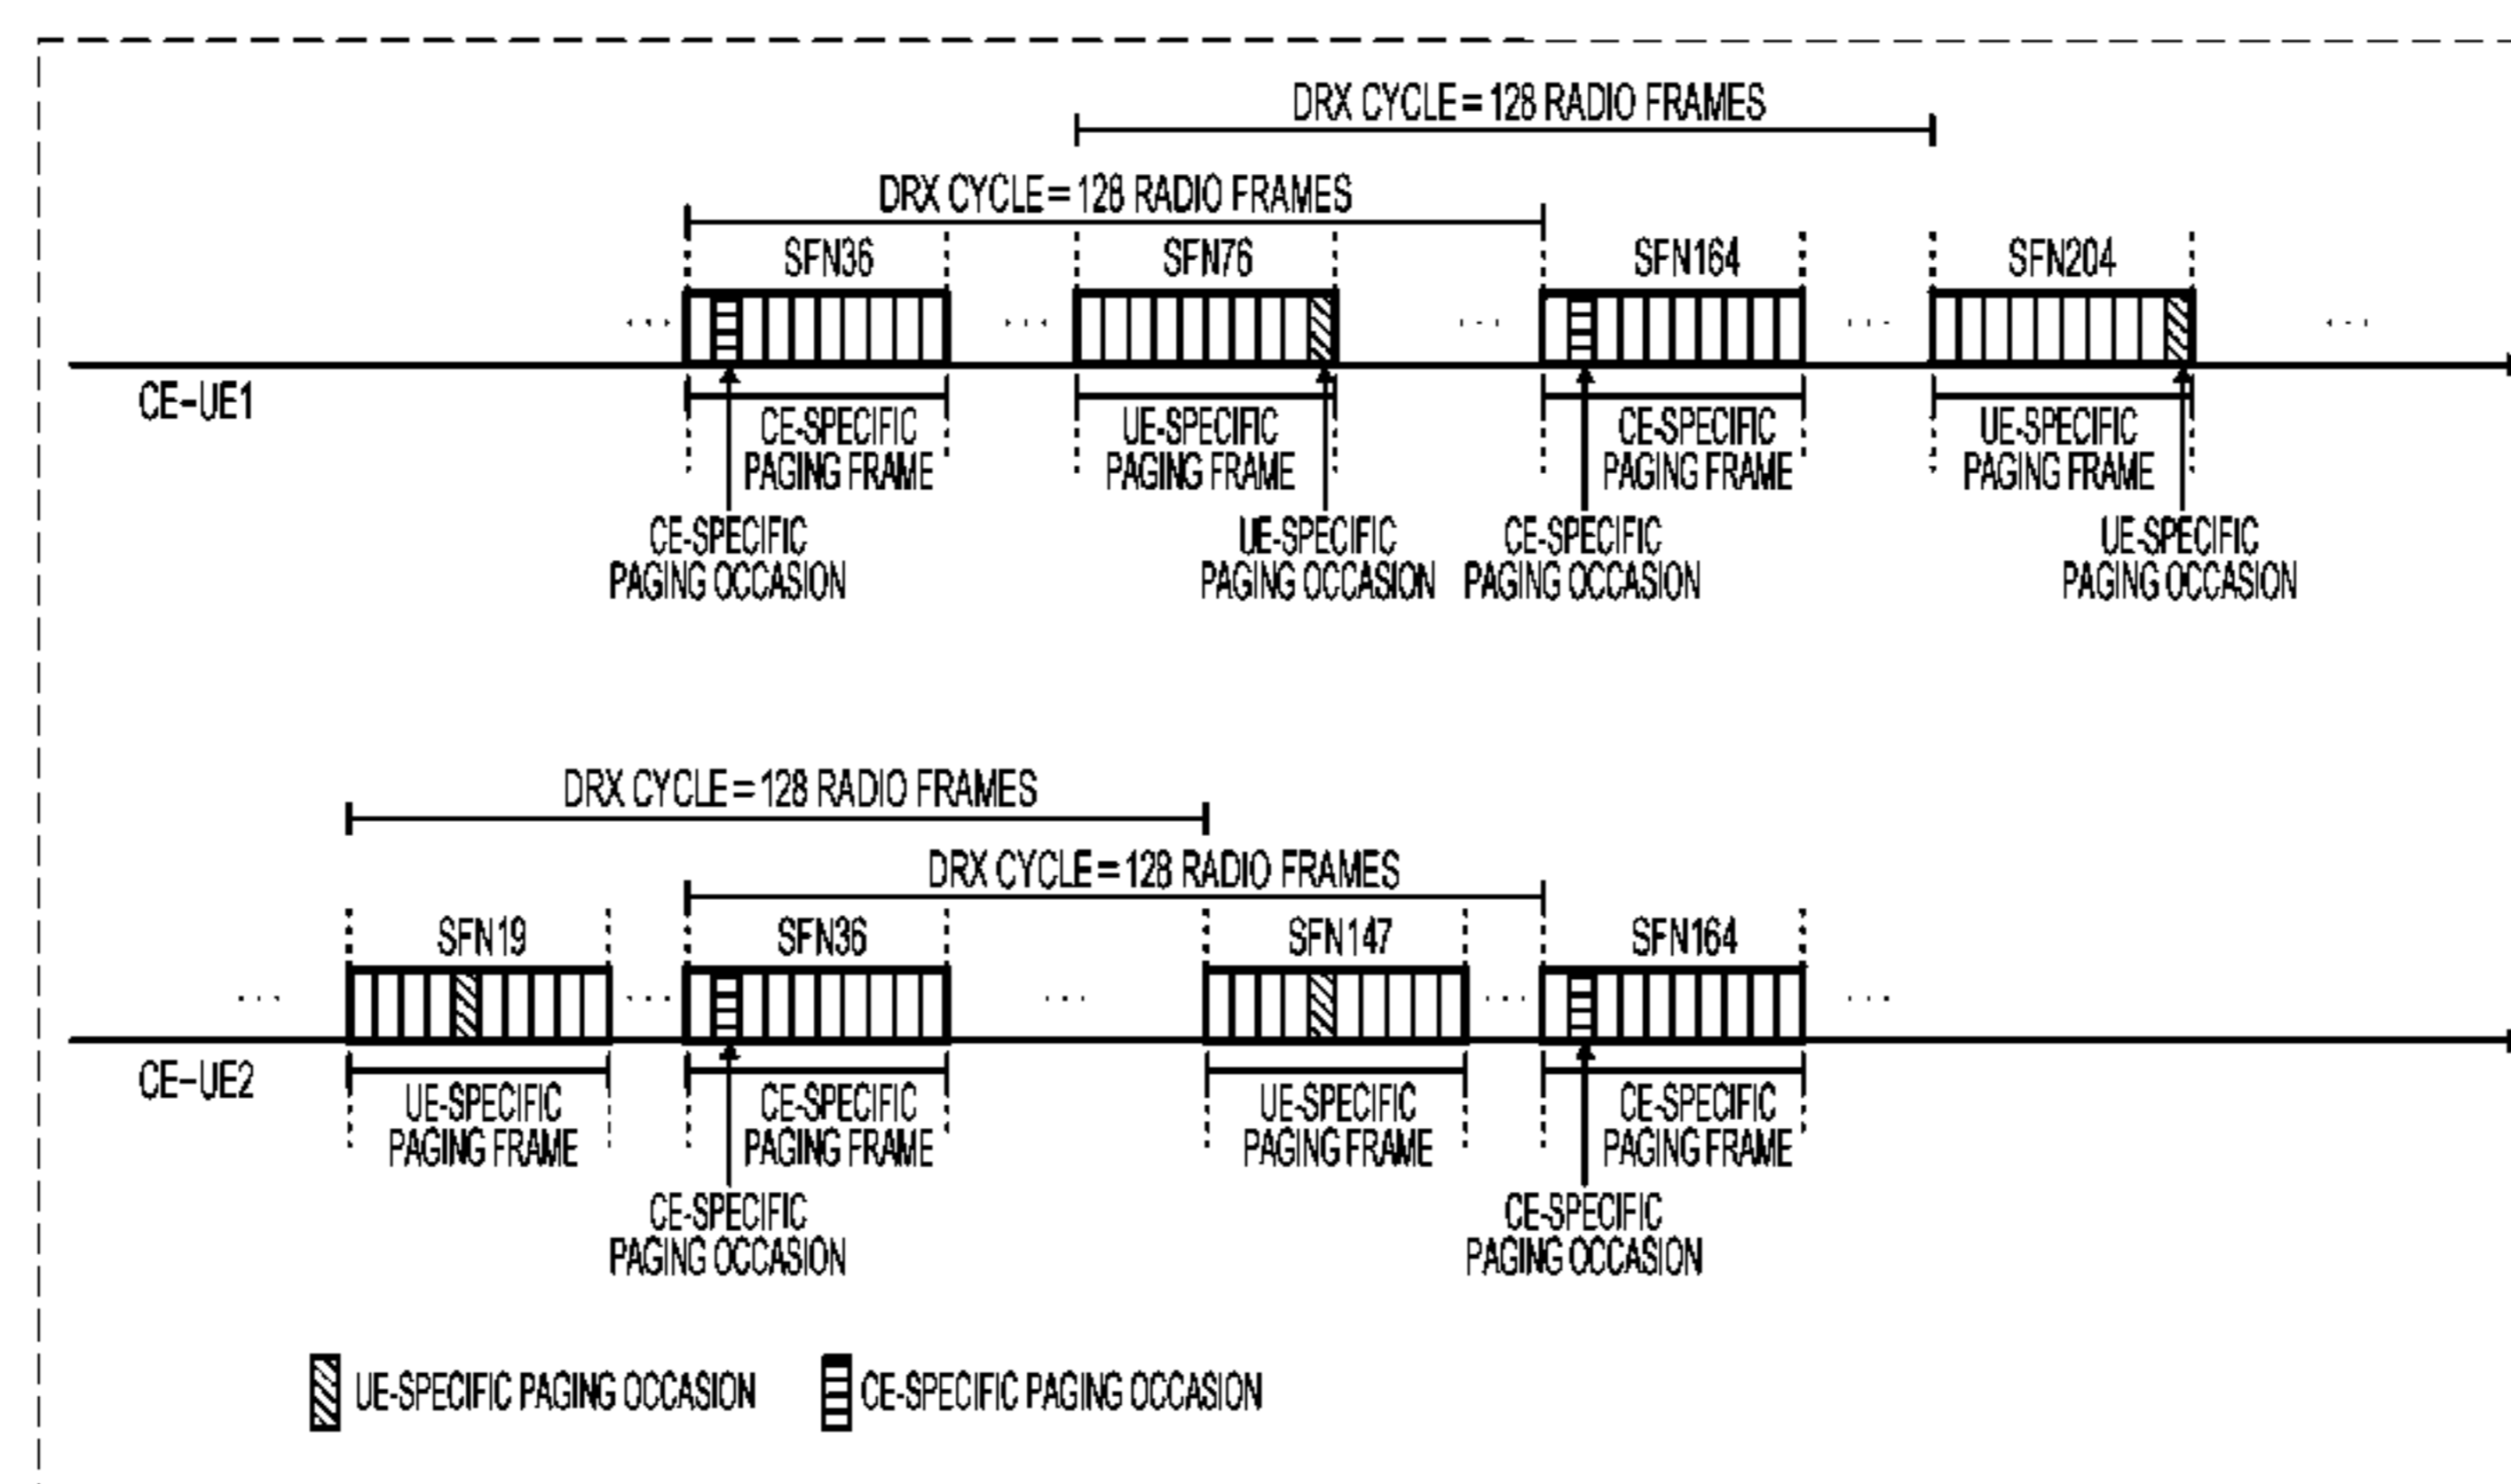 DRX CYCLE = 128 RADIO FRAMES
DRX CYCLE = 128 RADIO FRAMES
SFN36
SFN76
SFN164
SFN204
CE-UE1
CE-SPECIFIC
PAGING FRAME
UE-SPECIFIC
PAGING FRAME
CE-SPECIFIC
PAGING FRAME
UE-SPECIFIC
PAGING FRAME
CE-SPECIFIC
PAGING OCCASION
UE-SPECIFIC
PAGING OCCASION
CE-SPECIFIC
PAGING OCCASION
UE-SPECIFIC
PAGING OCCASION
DRX CYCLE = 128 RADIO FRAMES
DRX CYCLE = 128 RADIO FRAMES
SFN19
SFN36
SFN147
SFN164
CE-UE2
UE-SPECIFIC
PAGING FRAME
CE-SPECIFIC
PAGING FRAME
UE-SPECIFIC
PAGING FRAME
CE-SPECIFIC
PAGING FRAME
CE-SPECIFIC
PAGING OCCASION
CE-SPECIFIC
PAGING OCCASION
UE-SPECIFIC PAGING OCCASION
CE-SPECIFIC PAGING OCCASION